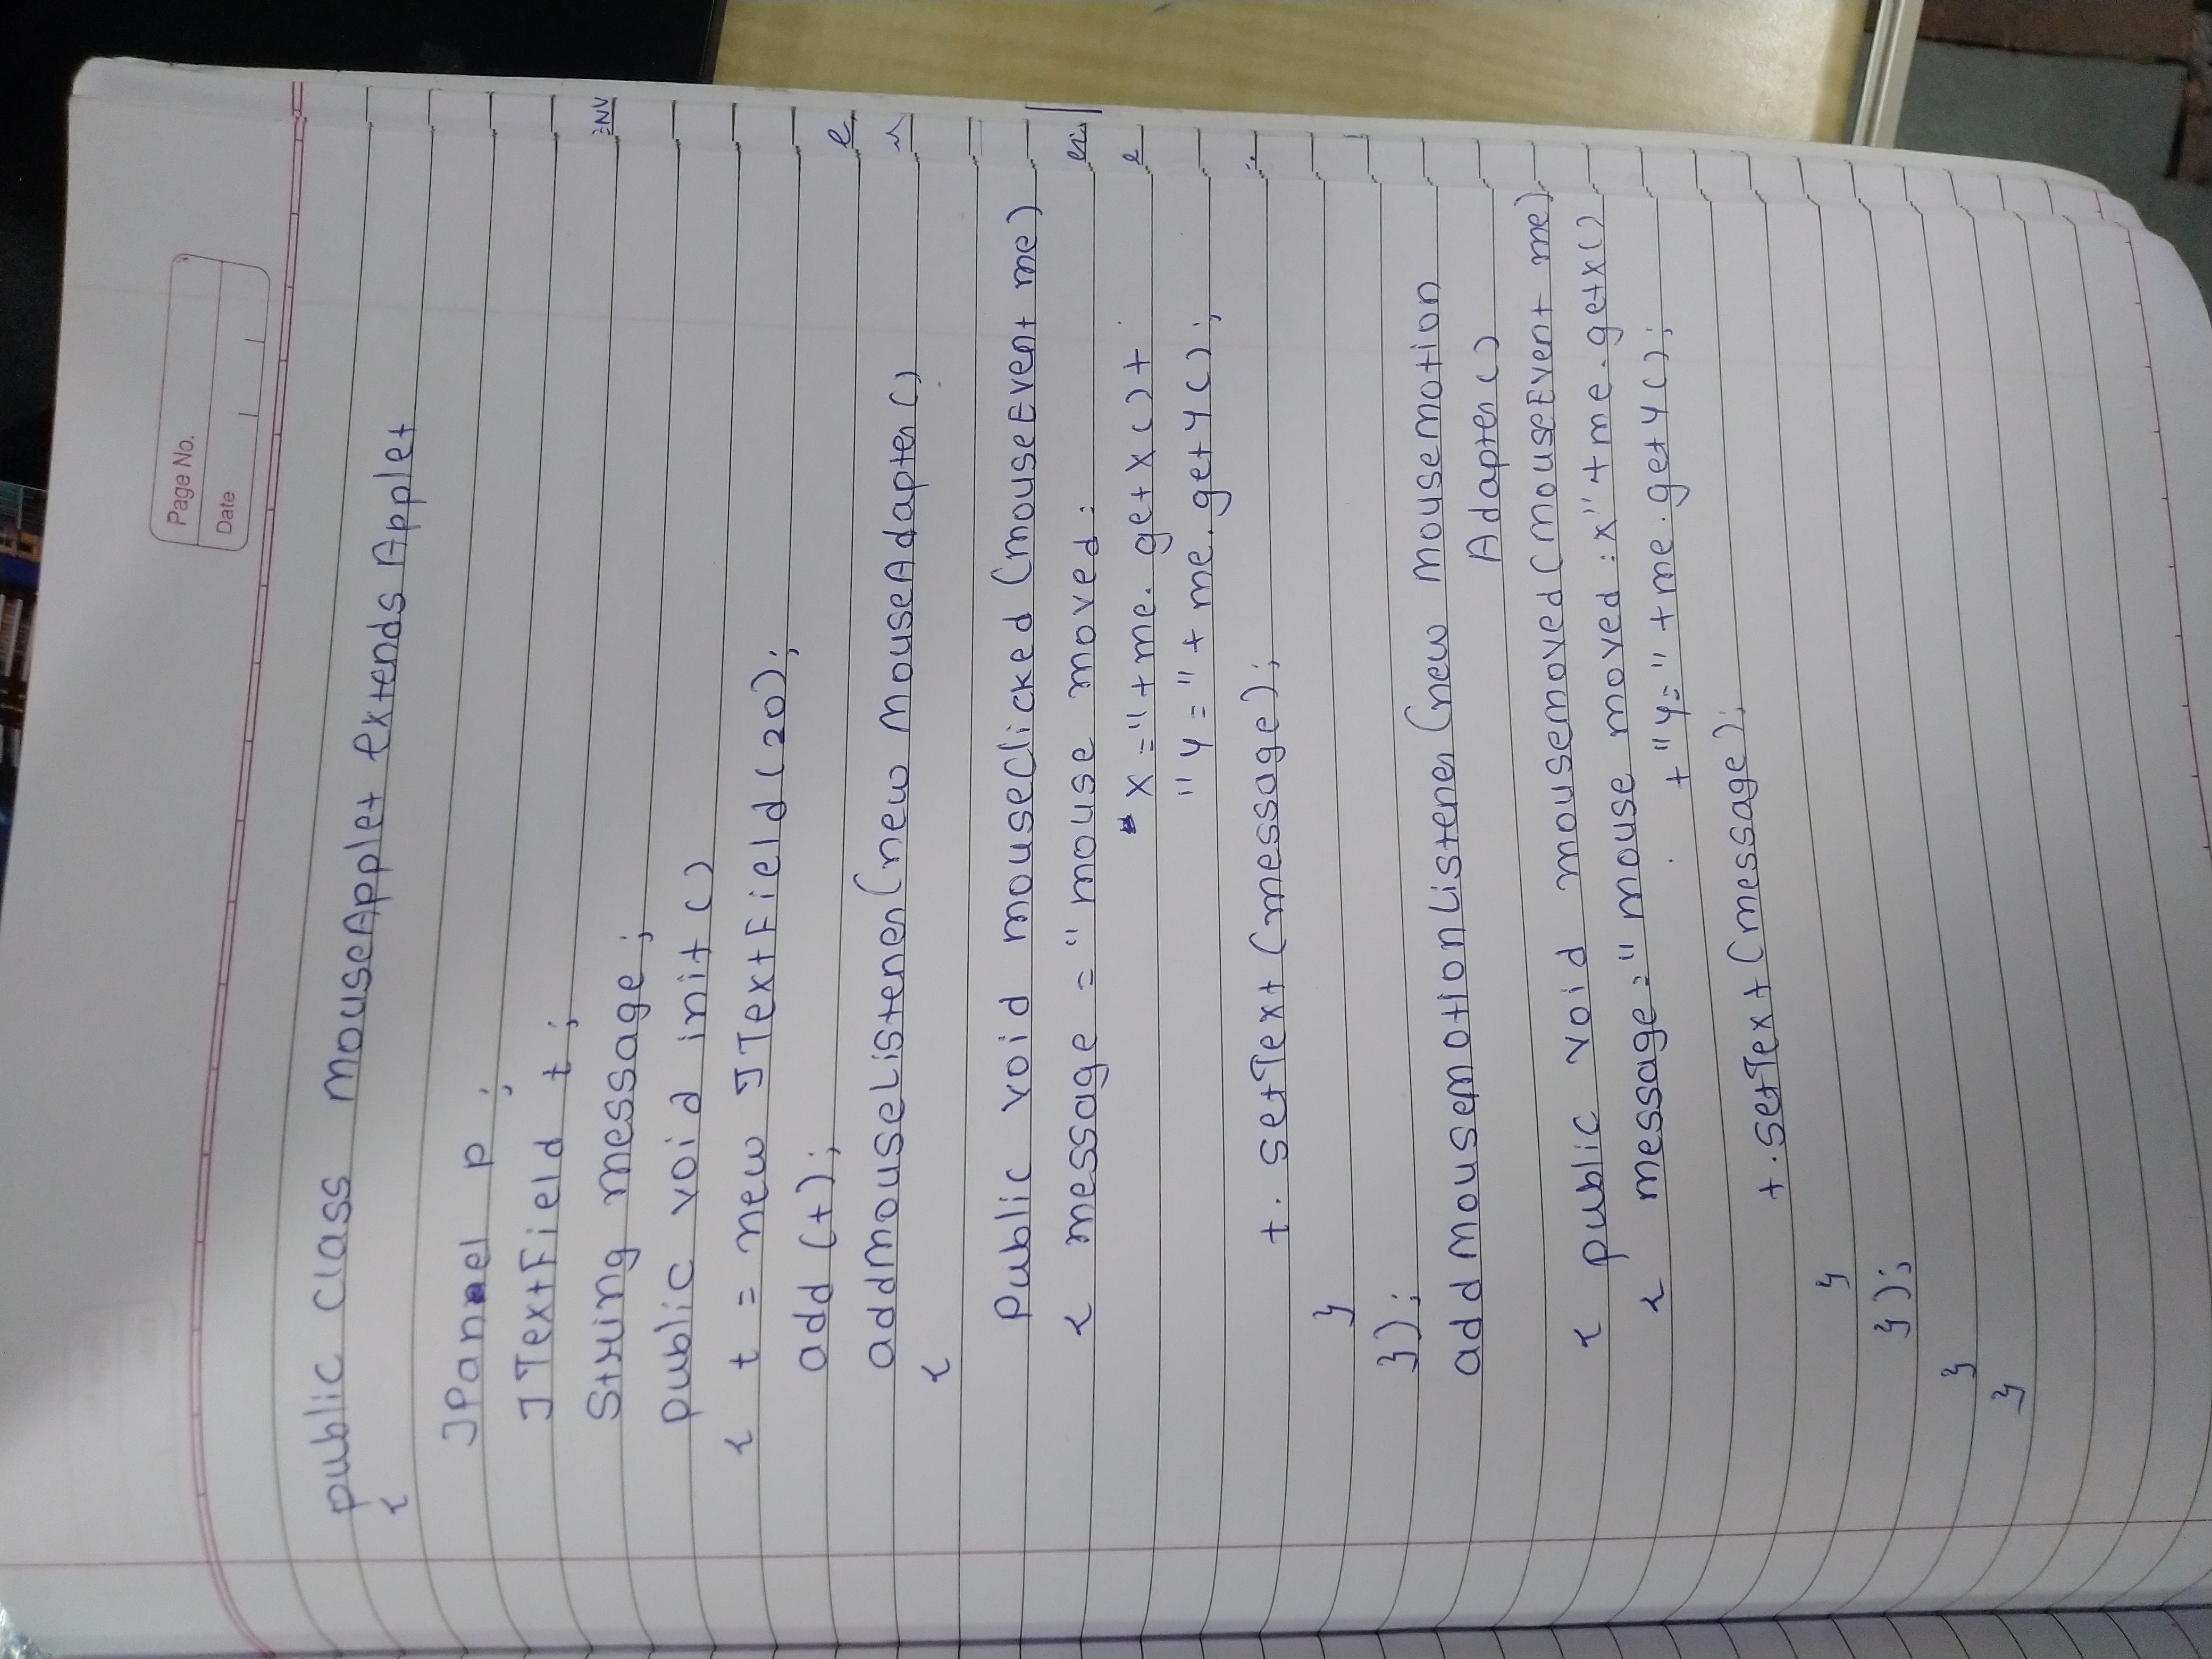 Page No.
Date
public class MouseApplet extends Applet
{
JPanel p ;
JTextField t ;
String message ;
public void init ()
{ t = new JTextField (20);
add (t);
addMouseListener (new MouseAdapter ()
{
Public void mouseClicked (MouseEvent me)
{ message = " mouse moved :
x =" + me. getX () +
" Y = " + me. getY () ;
t. setText (message) ;
}
}) ;
addMouseMotionListener (new MouseMotion
Adapter ()
{ public void mousemoved (MouseEvent me)
{ message = " mouse moved : x" + me. getX ()
+ " Y= " + me. getY () ;
t. setText (message) ;
}
}) ;
}
}